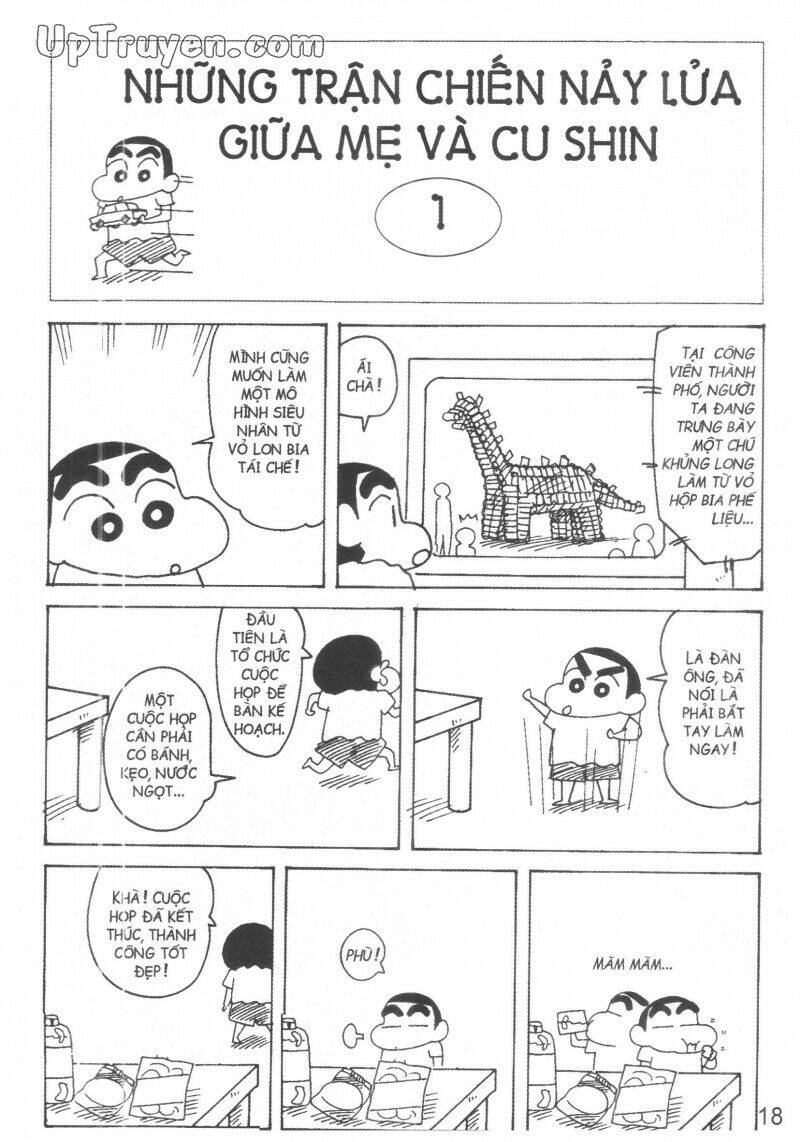 UpTruyen.com
NHỮNG TRẬN CHIẾN NẢY LỬA
GIỮA MẸ VÀ CU SHIN
1
TẠI CÔNG
VIÊN THÀNH
PHỐ, NGƯỜI
TA ĐANG
TRƯNG BÀY
MỘT CHÚ
KHỦNG LONG
LÀM TỪ VỎ
HỘP BIA PHẾ
LIỆU...
ÁI
CHÀ!
MÌNH CŨNG
MUỐN LÀM
MỘT MÔ
HÌNH SIÊU
NHÂN TỪ
VỎ LON BIA
TÁI CHẾ!
LÀ ĐÀN
ÔNG, ĐÃ
NÓI LÀ
PHẢI BẮT
TAY LÀM
NGAY!
ĐẦU
TIÊN LÀ
TỔ CHỨC
CUỘC
HỌP ĐỂ
BÀN KẾ
HOẠCH.
MỘT
CUỘC HỌP
CẦN PHẢI
CÓ BÁNH,
KẸO, NƯỚC
NGỌT...
MĂM MĂM...
PHÙ!
KHÀ! CUỘC
HỌP ĐÃ KẾT
THÚC, THÀNH
CÔNG TỐT
ĐẸP!
18